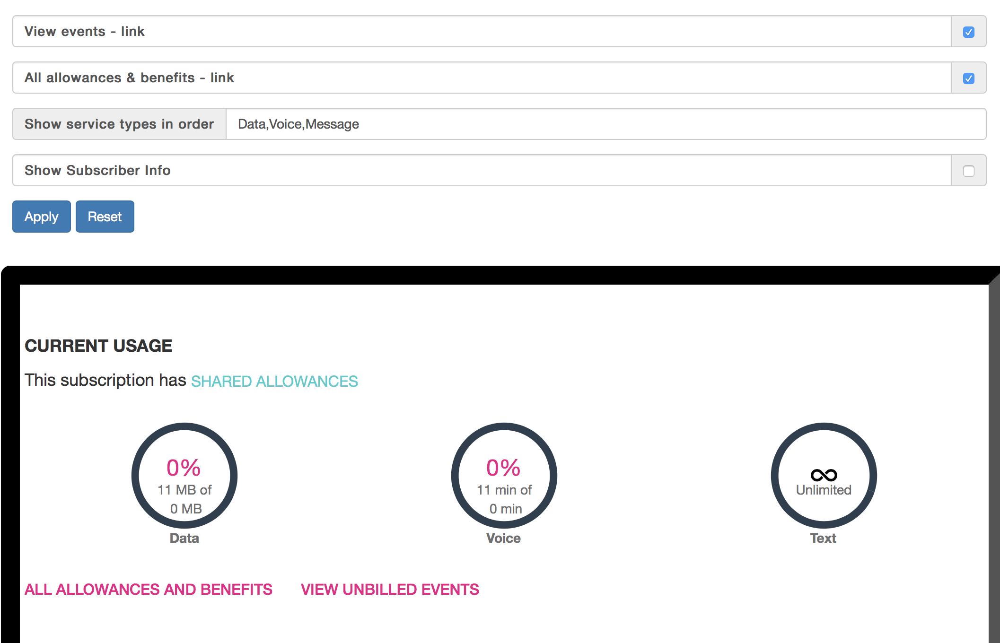 View events - link
All allowances & benefits - link
Show service types in order Data,Voice,Message
Show Subscriber Info
Apply Reset
CURRENT USAGE
This subscription has SHARED ALLOWANCES
0%
11 MB of
0 MB
Data
0%
11 min of
0 min
Voice
Unlimited
Text
ALL ALLOWANCES AND BENEFITS VIEW UNBILLED EVENTS